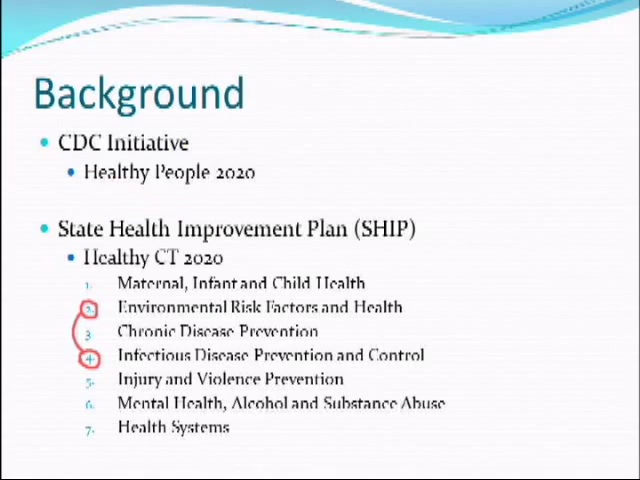 Background
CDC Initiative
Healthy People 2020
State Health Improvement Plan (SHIP)
Healthy CT 2020
1. Maternal, Infant and Child Health
2. Environmental Risk Factors and Health
3. Chronic Disease Prevention
4. Infectious Disease Prevention and Control
5. Injury and Violence Prevention
6. Mental Health, Alcohol and Substance Abuse
7. Health Systems